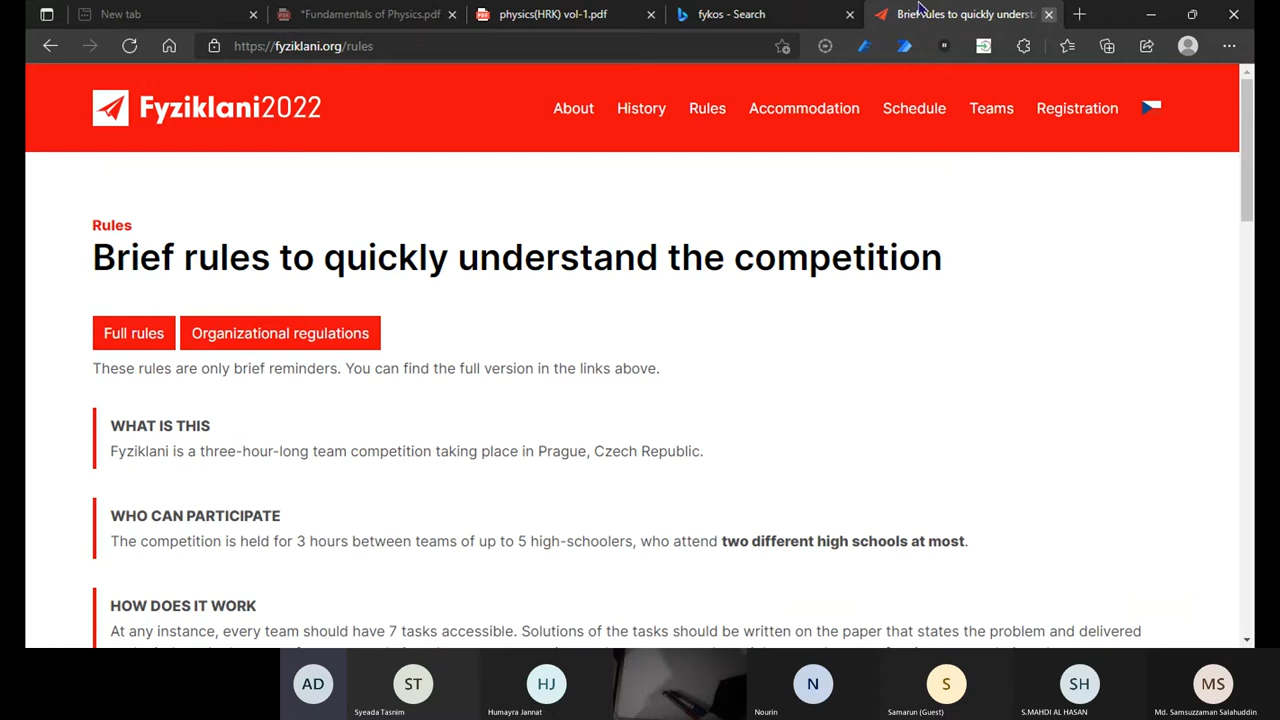 New tab
*Fundamentals of Physics.pdf
physics(HRK) vol-1.pdf
fykos - Search
Brief rules to quickly underst
https://fyziklani.org/rules
Fyziklani2022
About
History
Rules
Accommodation
Schedule
Teams
Registration
Rules
Brief rules to quickly understand the competition
Full rules
Organizational regulations
These rules are only brief reminders. You can find the full version in the links above.
WHAT IS THIS
Fyziklani is a three-hour-long team competition taking place in Prague, Czech Republic.
WHO CAN PARTICIPATE
The competition is held for 3 hours between teams of up to 5 high-schoolers, who attend two different high schools at most.
HOW DOES IT WORK
At any instance, every team should have 7 tasks accessible. Solutions of the tasks should be written on the paper that states the problem and delivered
AD
ST
HJ
N
S
SH
MS
Syeada Tasnim
Humayra Jannat
Nourin
Samarun (Guest)
S.MAHDI AL HASAN
Md. Samsuzzaman Salahuddin